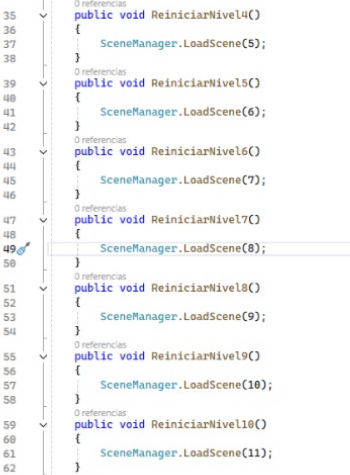 0 referencias
35 public void ReiniciarNivel4()
36 {
37 SceneManager.LoadScene(5);
38 }
0 referencias
39 public void ReiniciarNivel5()
40 {
41 SceneManager.LoadScene(6);
42 }
0 referencias
43 public void ReiniciarNivel6()
44 {
45 SceneManager.LoadScene(7);
46 }
0 referencias
47 public void ReiniciarNivel7()
48 {
49 SceneManager.LoadScene(8);
50 }
0 referencias
51 public void ReiniciarNivel8()
52 {
53 SceneManager.LoadScene(9);
54 }
0 referencias
55 public void ReiniciarNivel9()
56 {
57 SceneManager.LoadScene(10);
58 }
0 referencias
59 public void ReiniciarNivel10()
60 {
61 SceneManager.LoadScene(11);
62 }